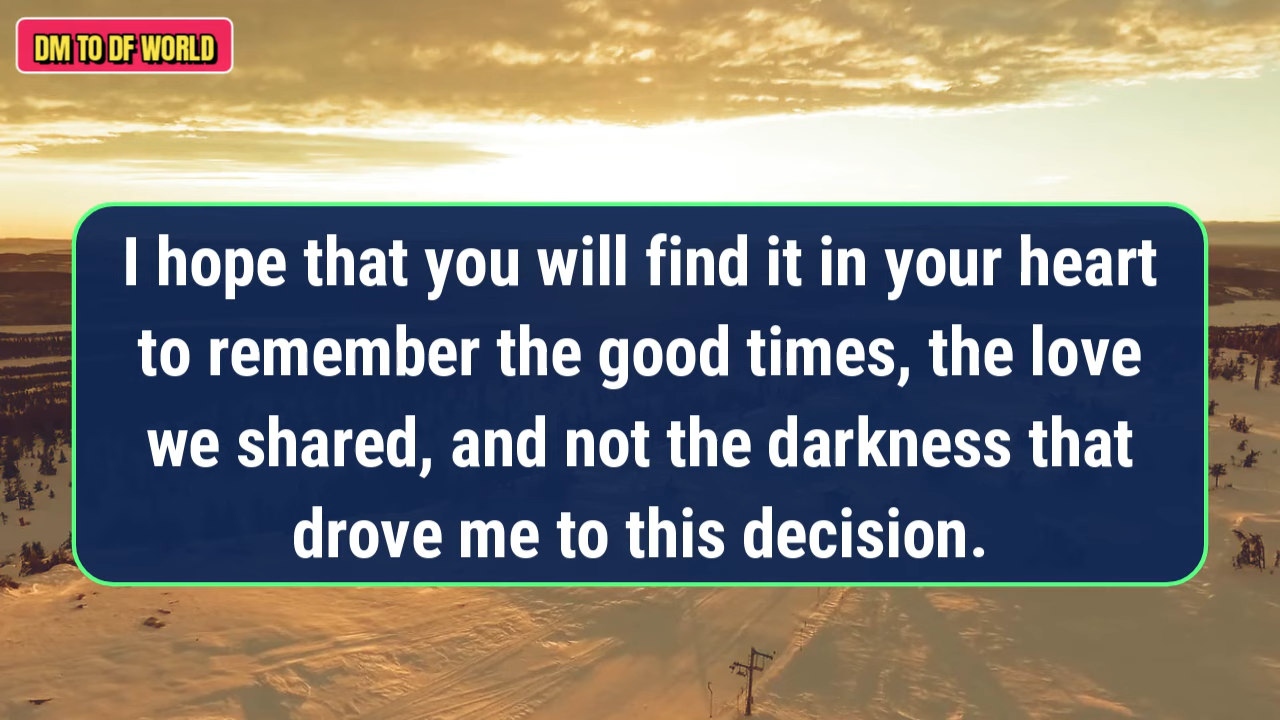 DM TO DF WORLD
I hope that you will find it in your heart
to remember the good times, the love
we shared, and not the darkness that
drove me to this decision.